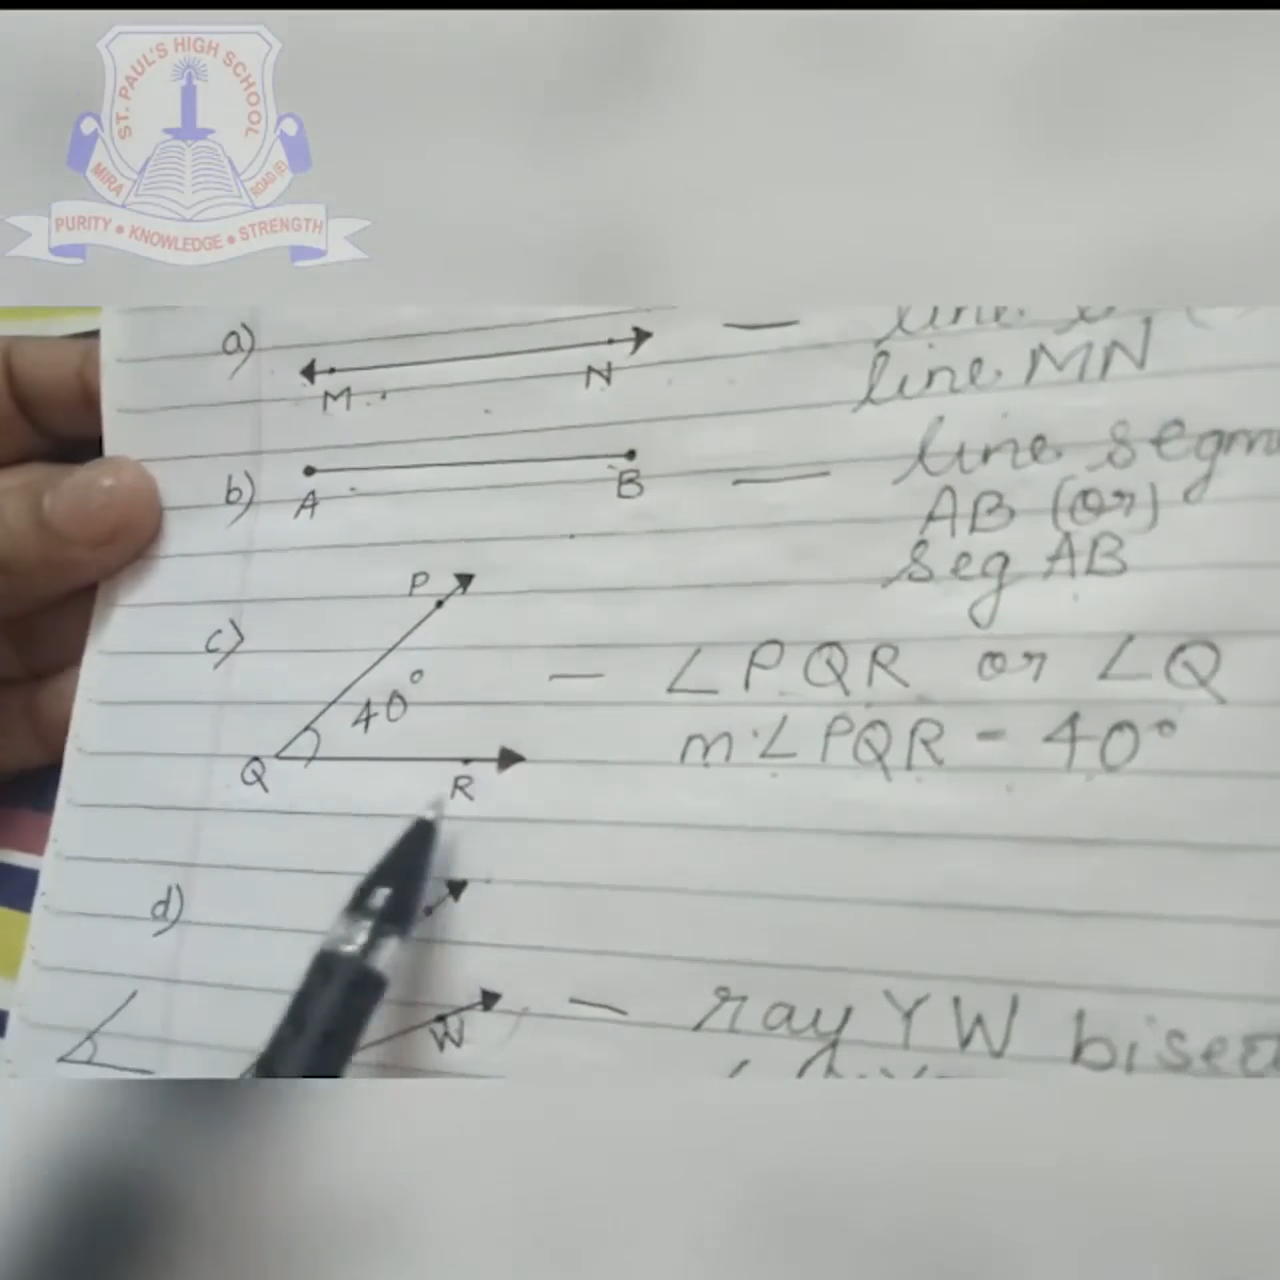 ST. PAUL'S HIGH SCHOOL
MIRA ROAD (E)
PURITY • KNOWLEDGE • STRENGTH
a)
M N
— line
line MN
b)
A B
— line segm
AB (or)
seg AB
c)
P
40°
Q R
— ∠PQR or ∠Q
m∠PQR - 40°
d)
W
— ray YW bisec